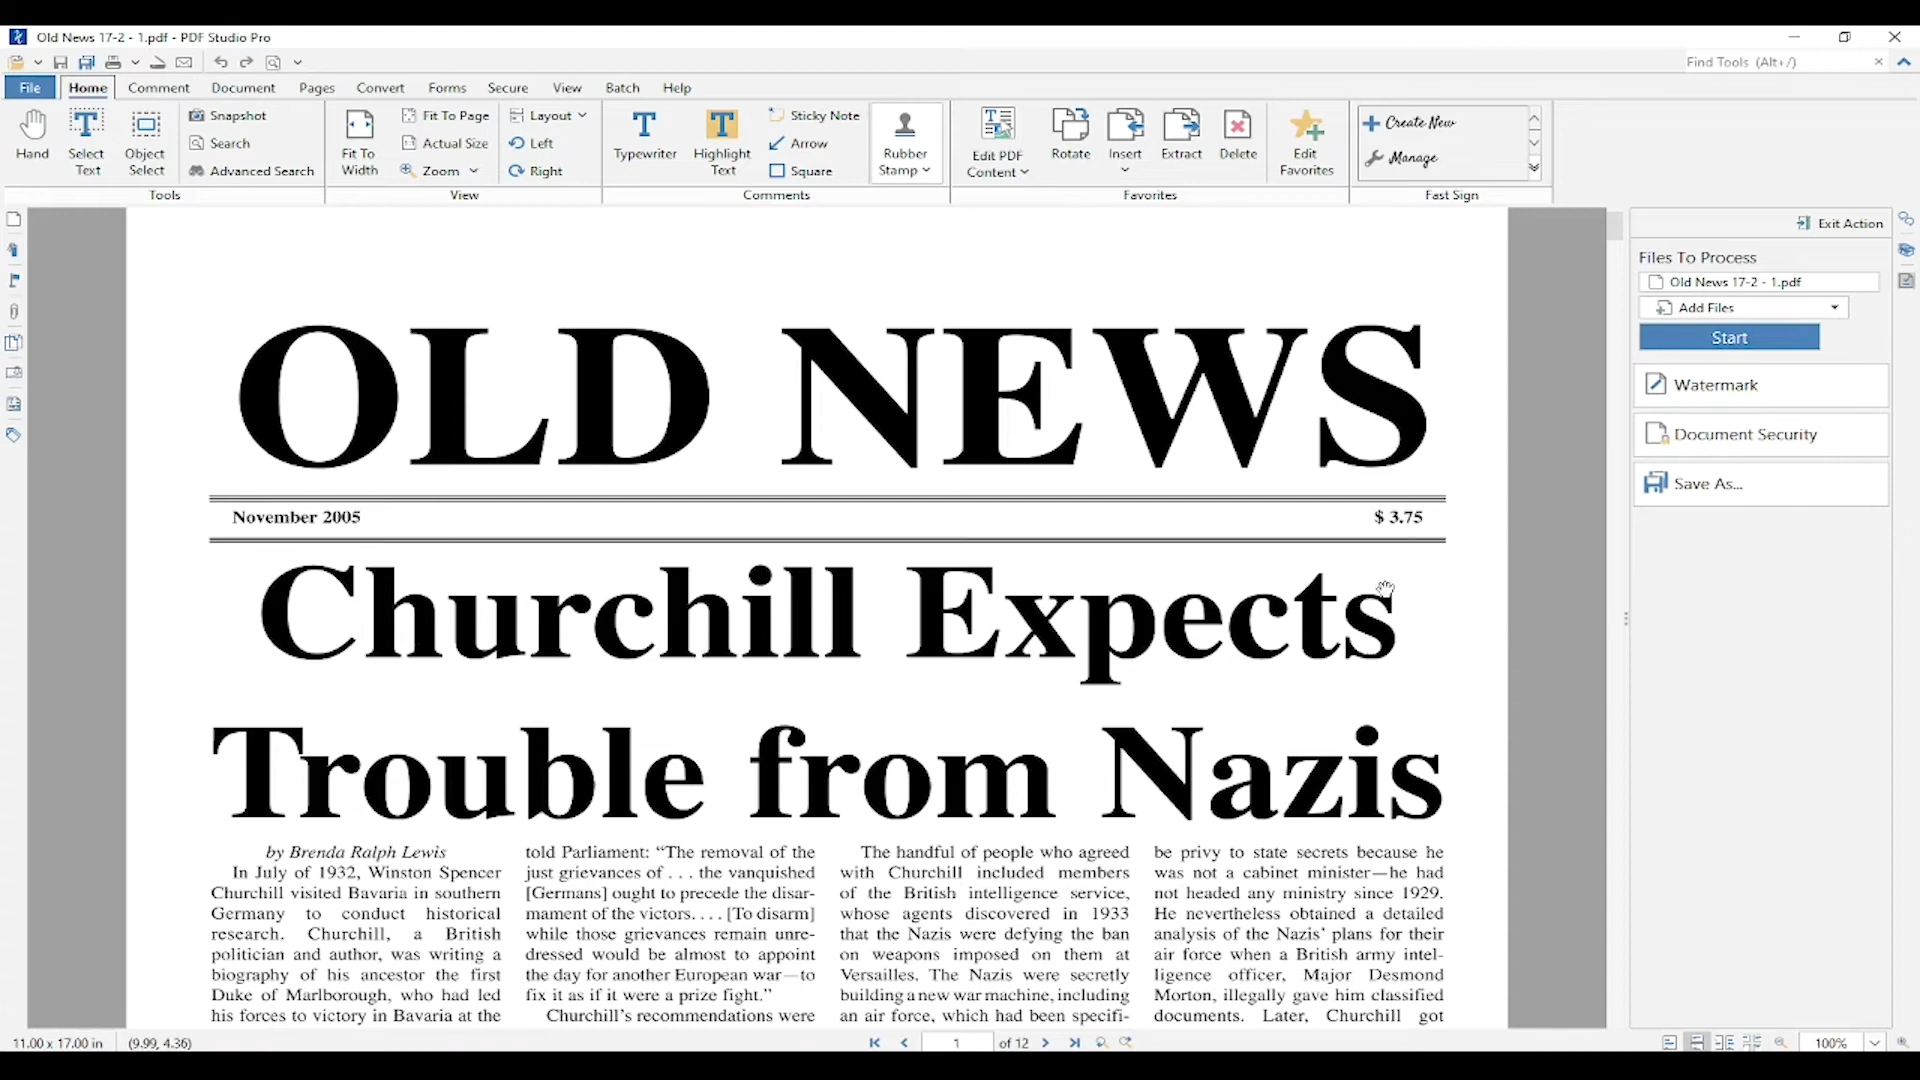 Old News 17-2 - 1.pdf - PDF Studio Pro
Find Tools (Alt+/)
File Home Comment Document Pages Convert Forms Secure View Batch Help
Hand
Select Text
Object Select
Snapshot
Search
Advanced Search
Tools
Fit To Width
Fit To Page
Actual Size
Zoom
Layout
Left
Right
View
Typewriter
Highlight Text
Sticky Note
Arrow
Square
Rubber Stamp
Comments
Edit PDF Content
Rotate
Insert
Extract
Delete
Edit Favorites
Favorites
Create New
Manage
Fast Sign
OLD NEWS
November 2005
$ 3.75
Churchill Expects
Trouble from Nazis
by Brenda Ralph Lewis
In July of 1932, Winston Spencer
Churchill visited Bavaria in southern
Germany to conduct historical
research. Churchill, a British
politician and author, was writing a
biography of his ancestor the first
Duke of Marlborough, who had led
his forces to victory in Bavaria at the
told Parliament: “The removal of the
just grievances of . . . the vanquished
[Germans] ought to precede the disar-
mament of the victors. . . . [To disarm]
while those grievances remain unre-
dressed would be almost to appoint
the day for another European war—to
fix it as if it were a prize fight.”
Churchill’s recommendations were
The handful of people who agreed
with Churchill included members
of the British intelligence service,
whose agents discovered in 1933
that the Nazis were defying the ban
on weapons imposed on them at
Versailles. The Nazis were secretly
building a new war machine, including
an air force, which had been specifi-
be privy to state secrets because he
was not a cabinet minister—he had
not headed any ministry since 1929.
He nevertheless obtained a detailed
analysis of the Nazis’ plans for their
air force when a British army intel-
ligence officer, Major Desmond
Morton, illegally gave him classified
documents. Later, Churchill got
Exit Action
Files To Process
Old News 17-2 - 1.pdf
Add Files
Start
Watermark
Document Security
Save As...
11.00 x 17.00 in
(9.99, 4.36)
1 of 12
100%